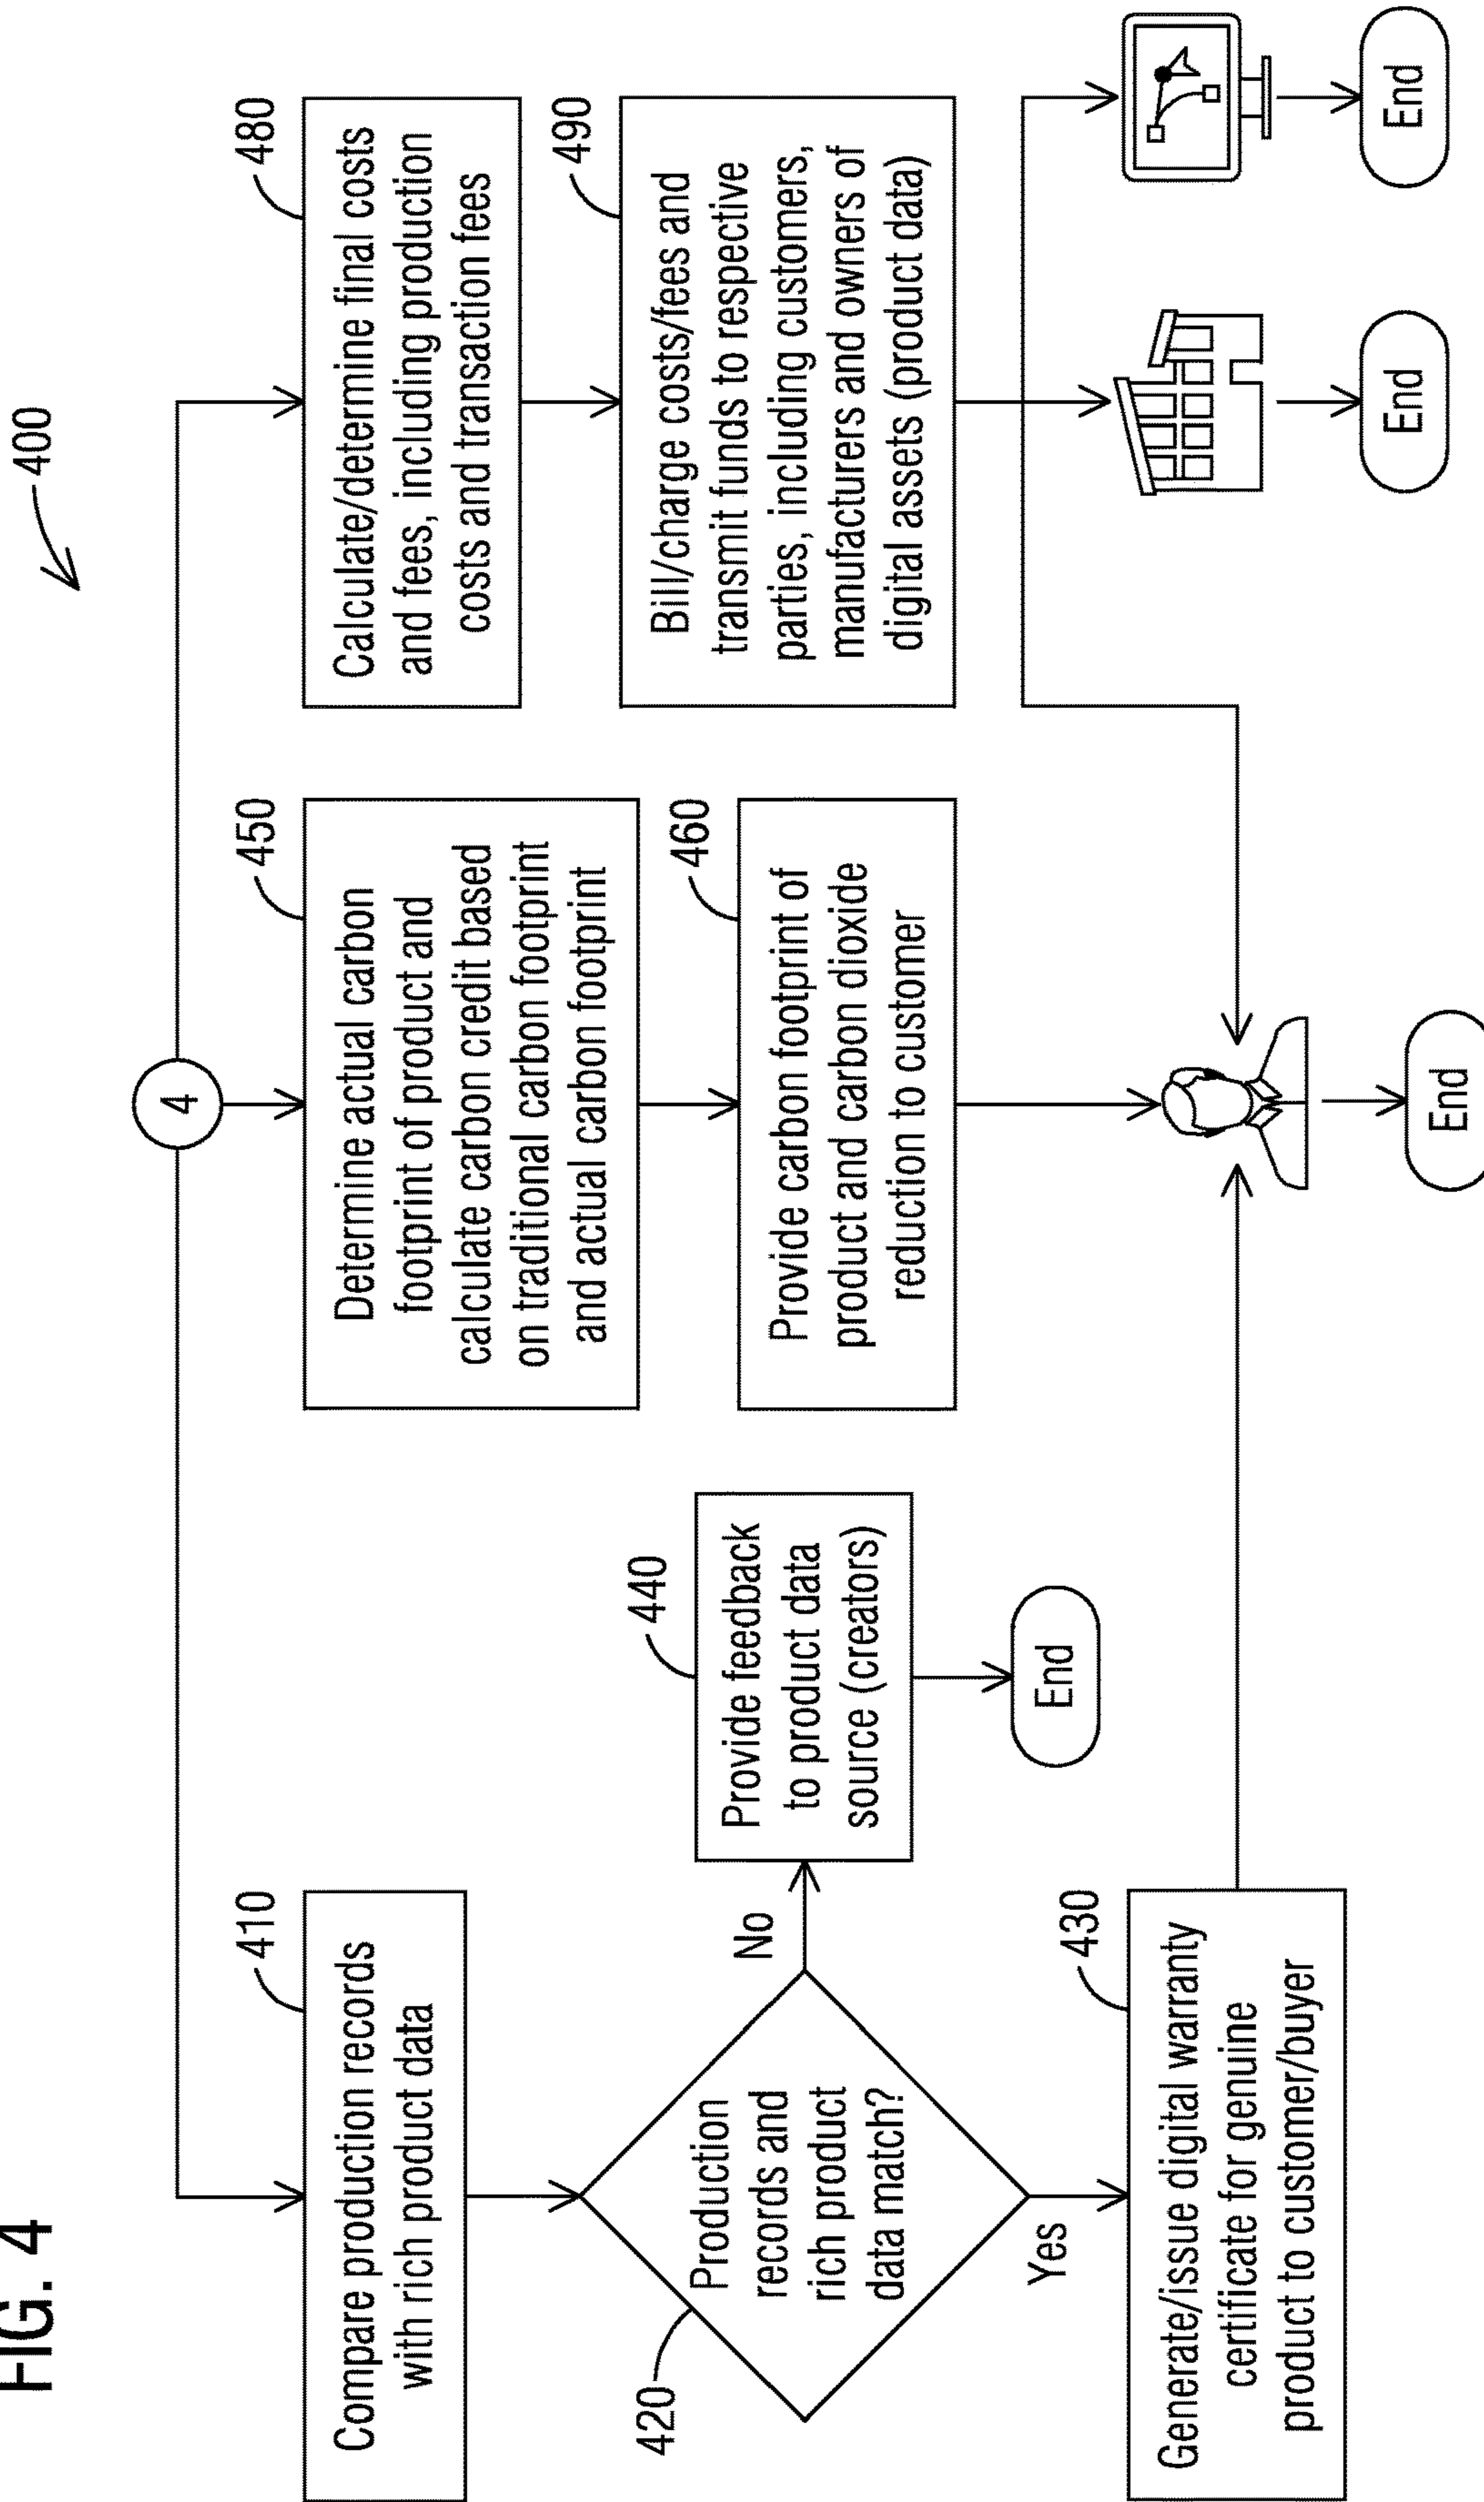 FIG. 4
400
4
410
Compare production records
with rich product data
420
Production
records and
rich product
data match?
No
Yes
430
Generate/issue digital warranty
certificate for genuine
product to customer/buyer
440
Provide feedback
to product data
source (creators)
End
450
Determine actual carbon
footprint of product and
calculate carbon credit based
on traditional carbon footprint
and actual carbon footprint
460
Provide carbon footprint of
product and carbon dioxide
reduction to customer
End
480
Calculate/determine final costs
and fees, including production
costs and transaction fees
490
Bill/charge costs/fees and
transmit funds to respective
parties, including customers,
manufacturers and owners of
digital assets (product data)
End
End